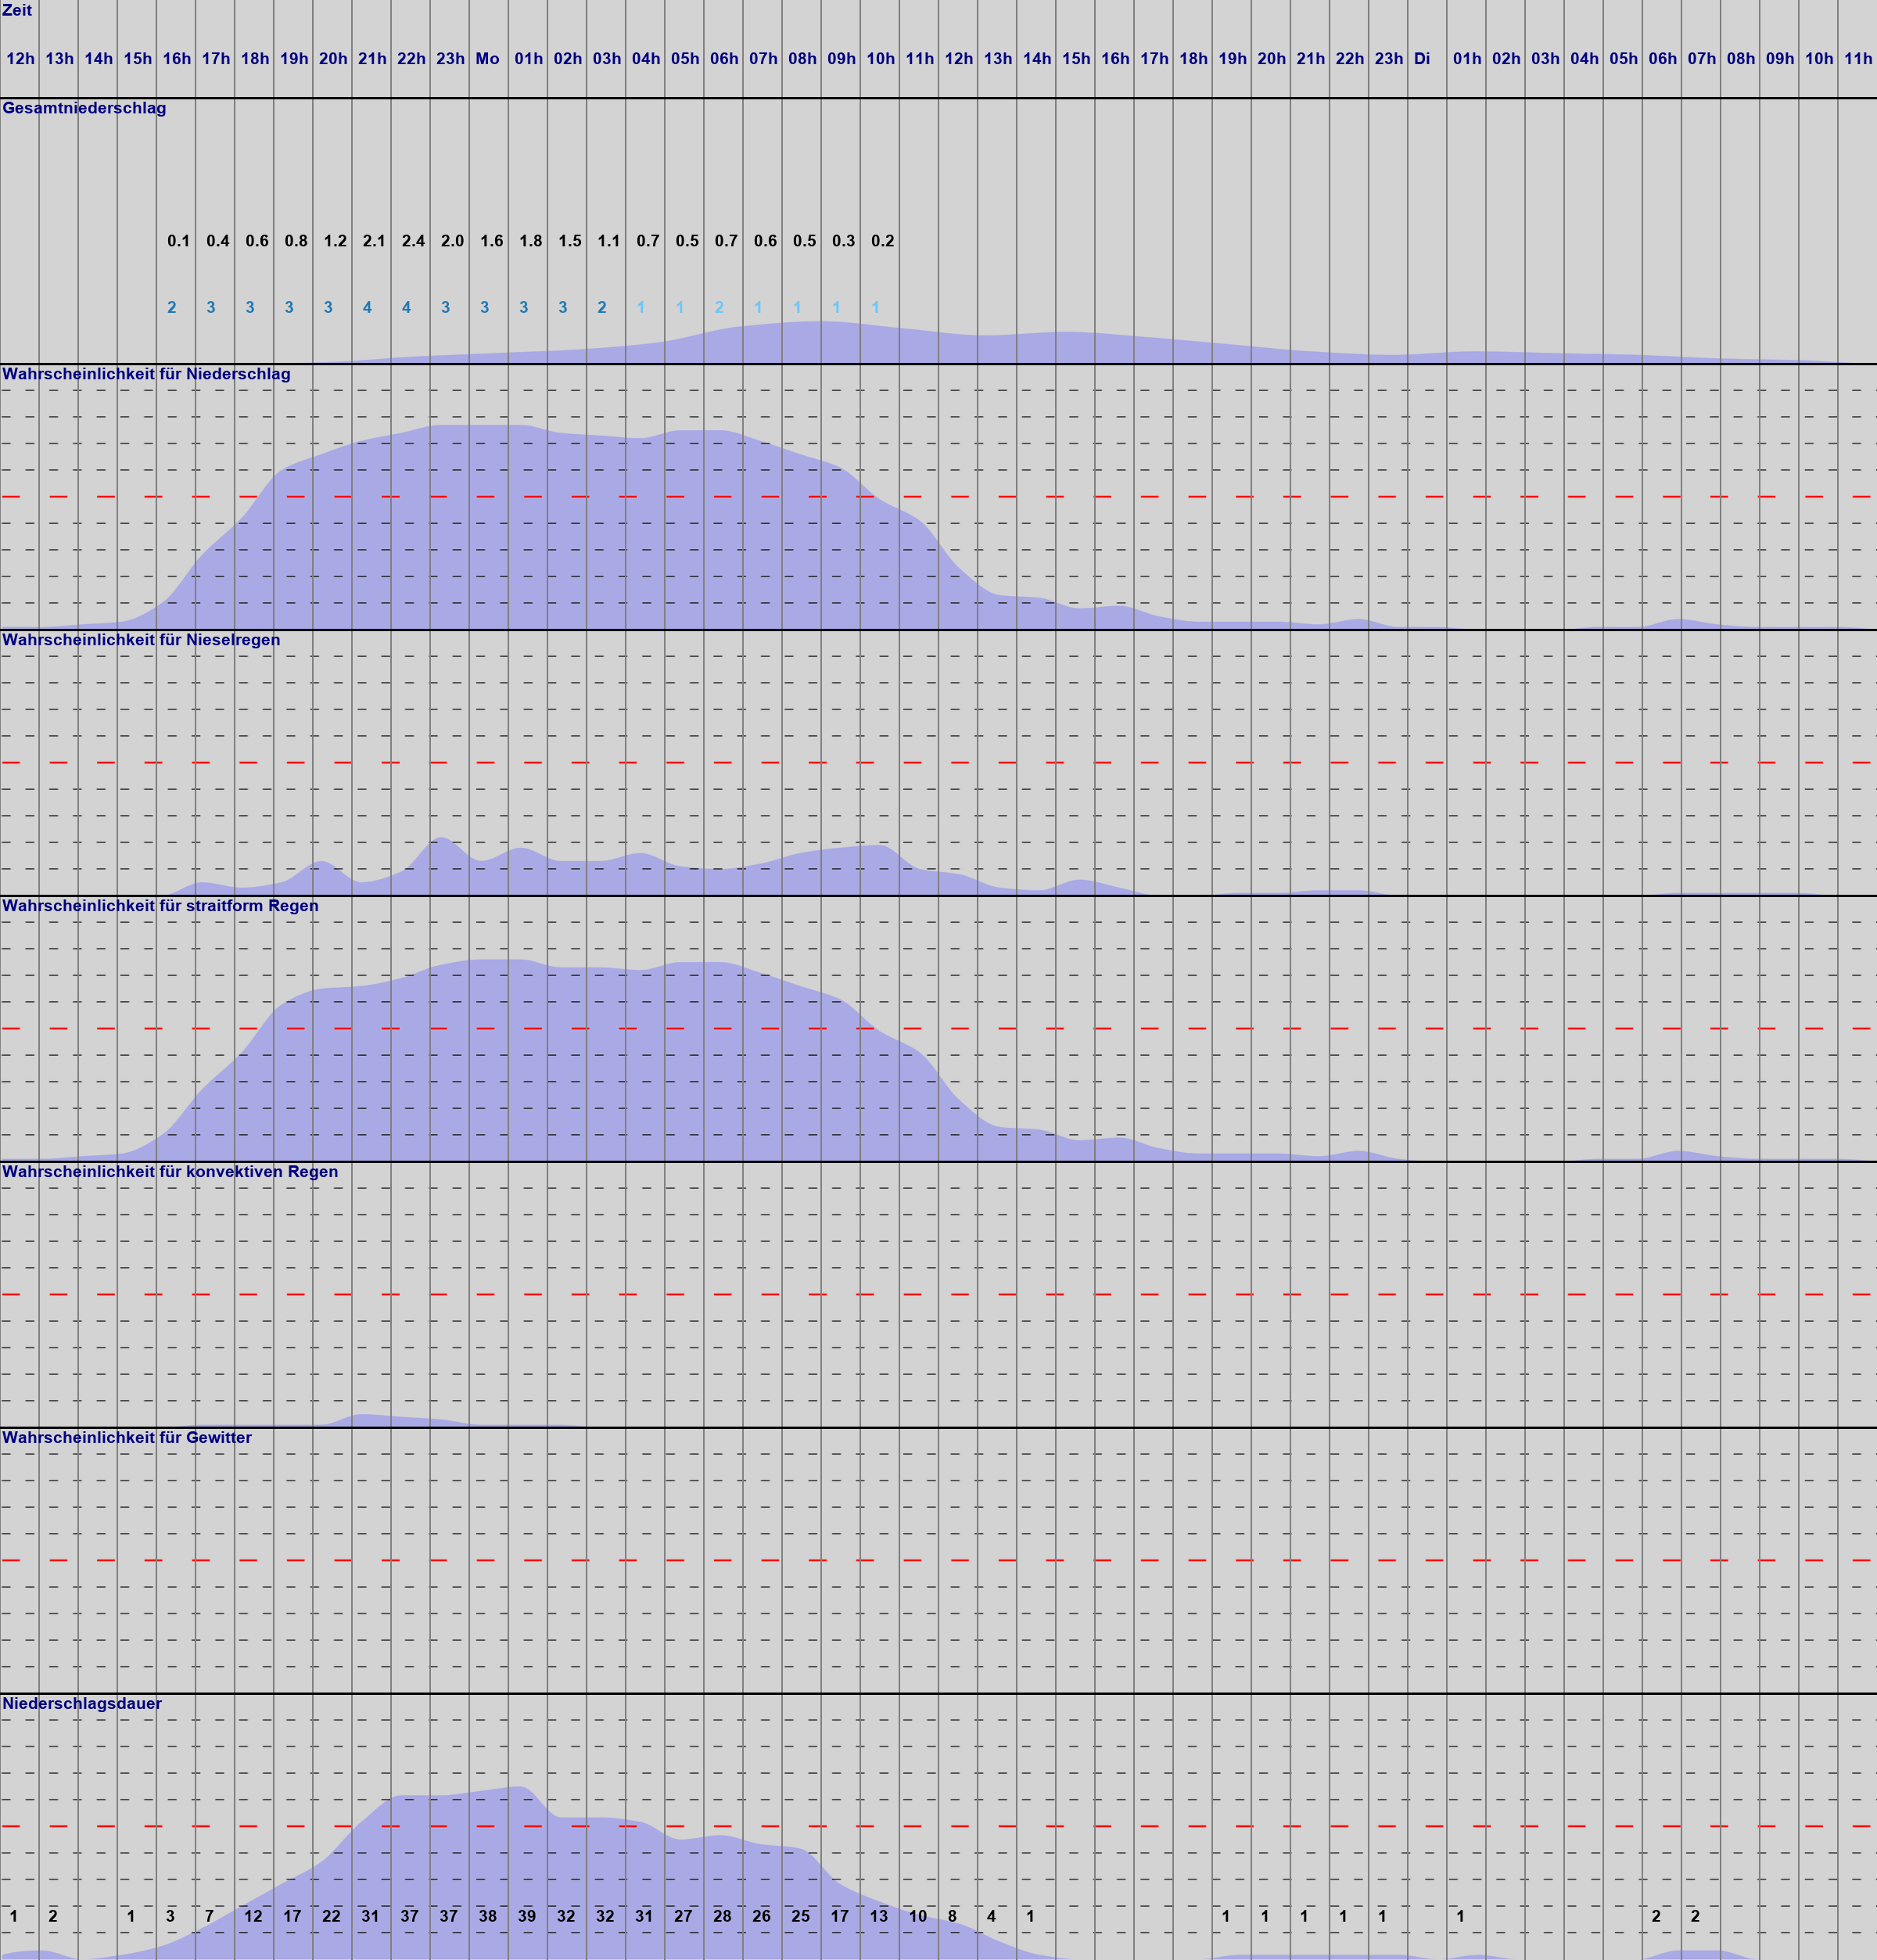 Zeit
12h 13h 14h 15h 16h 17h 18h 19h 20h 21h 22h 23h Mo 01h 02h 03h 04h 05h 06h 07h 08h 09h 10h 11h 12h 13h 14h 15h 16h 17h 18h 19h 20h 21h 22h 23h Di 01h 02h 03h 04h 05h 06h 07h 08h 09h 10h 11h
Gesamtniederschlag
0.1 0.4 0.6 0.8 1.2 2.1 2.4 2.0 1.6 1.8 1.5 1.1 0.7 0.5 0.7 0.6 0.5 0.3 0.2
2 3 3 3 3 4 4 3 3 3 3 2 1 1 2 1 1 1 1
Wahrscheinlichkeit für Niederschlag
Wahrscheinlichkeit für Nieselregen
Wahrscheinlichkeit für straitform Regen
Wahrscheinlichkeit für konvektiven Regen
Wahrscheinlichkeit für Gewitter
Niederschlagsdauer
1 2 1 3 7 12 17 22 31 37 37 38 39 32 32 31 27 28 26 25 17 13 10 8 4 1 1 1 1 1 1 1 2 2